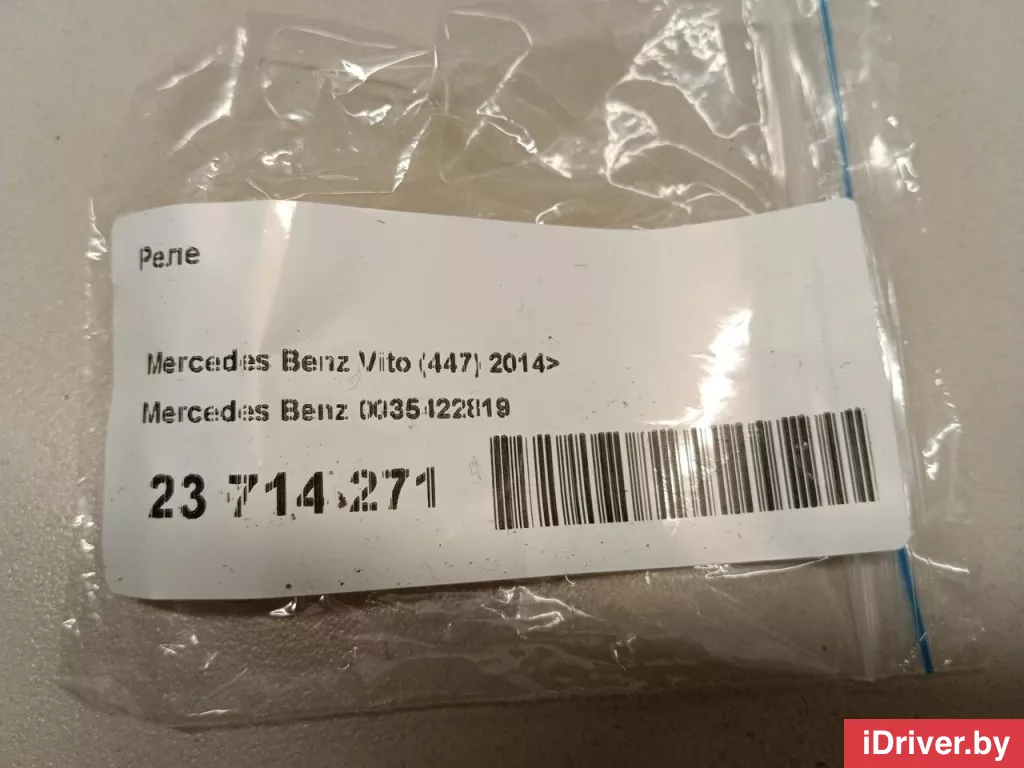 Реле
Mercedes Benz Vito (447) 2014>
Mercedes Benz 0035422819
23 714 271
iDriver.by